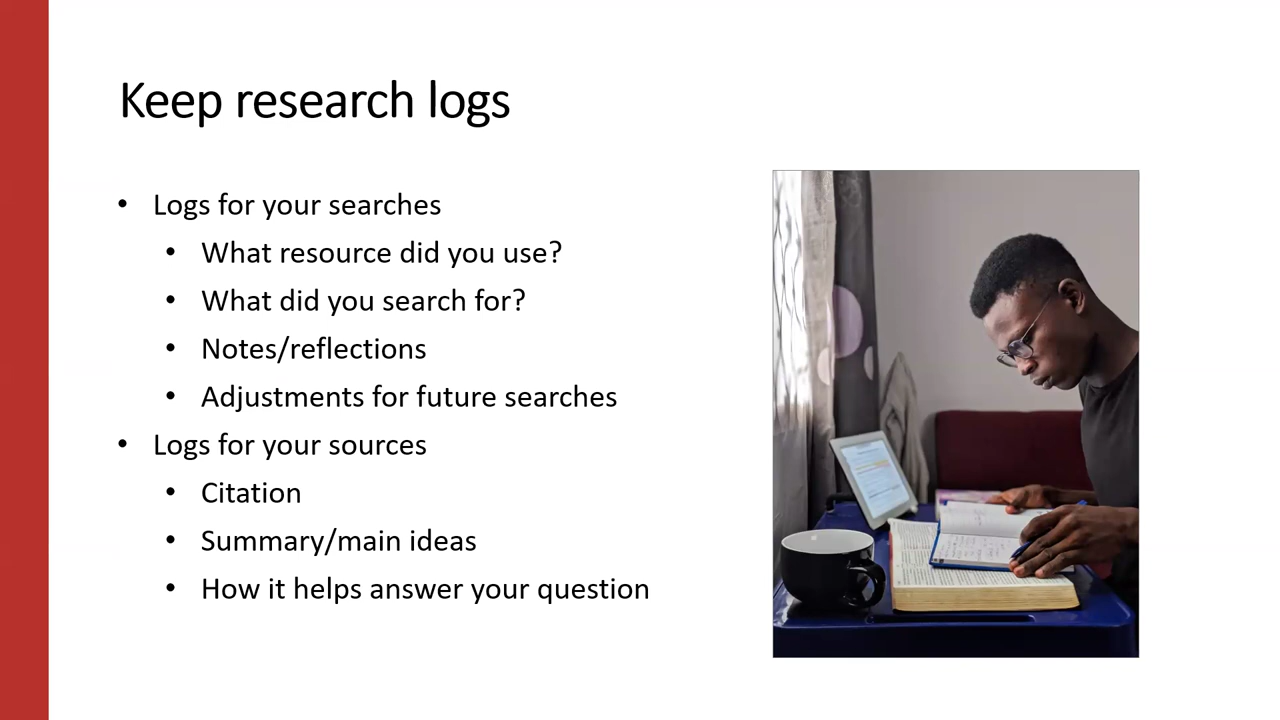 Keep research logs
• Logs for your searches
• What resource did you use?
• What did you search for?
• Notes/reflections
• Adjustments for future searches
• Logs for your sources
• Citation
• Summary/main ideas
• How it helps answer your question